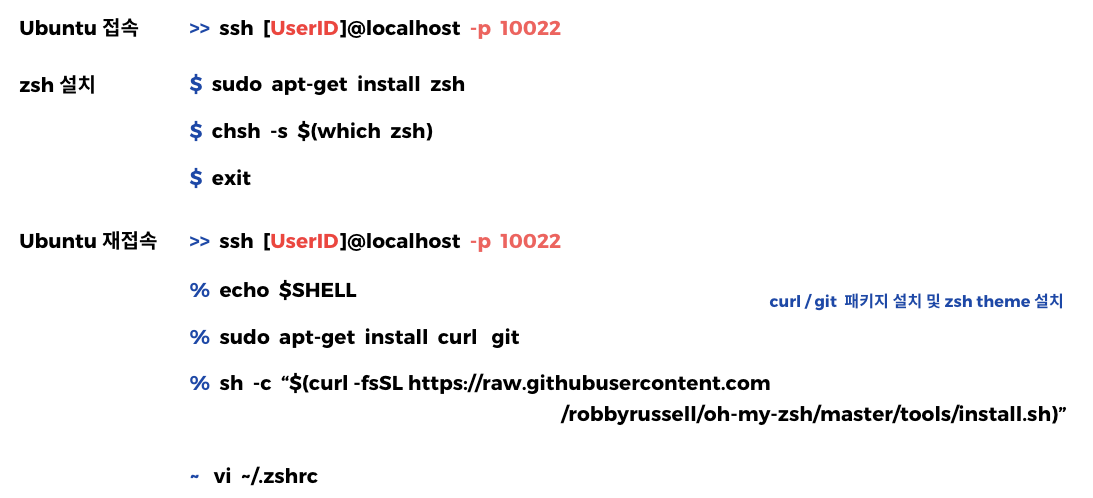 Ubuntu 접속 >> ssh [UserID]@localhost -p 10022
zsh 설치 $ sudo apt-get install zsh
$ chsh -s $(which zsh)
$ exit
Ubuntu 재접속 >> ssh [UserID]@localhost -p 10022
% echo $SHELL
curl / git 패키지 설치 및 zsh theme 설치
% sudo apt-get install curl git
% sh -c “$(curl -fsSL https://raw.githubusercontent.com
/robbyrussell/oh-my-zsh/master/tools/install.sh)”
~ vi ~/.zshrc